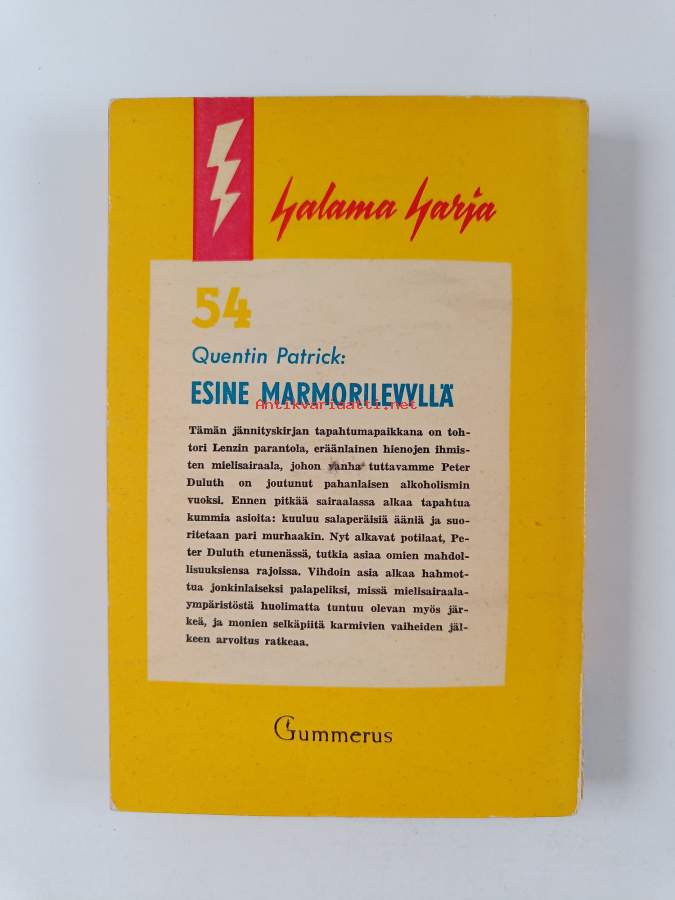 Salama Sarja
54
Quentin Patrick:
ESINE MARMORILEVYLLÄ
Antikvariaatti.net
Tämän jännityskirjan tapahtumapaikkana on toh-
tori Lenzin parantola, eräänlainen hienojen ihmis-
ten mielisairaala, johon vanha tuttavamme Peter
Duluth on joutunut pahanlaisen alkoholismin
vuoksi. Ennen pitkää sairaalassa alkaa tapahtua
kummia asioita: kuuluu salaperäisiä ääniä ja suo-
ritetaan pari murhaakin. Nyt alkavat potilaat, Pe-
ter Duluth etunenässä, tutkia asiaa omien mahdol-
lisuuksiensa rajoissa. Vihdoin asia alkaa hahmot-
tua jonkinlaiseksi palapeliksi, missä mielisairaala-
ympäristöstä huolimatta tuntuu olevan myös jär-
keä, ja monien selkäpiitä karmivien vaiheiden jäl-
keen arvoitus ratkeaa.
Gummerus